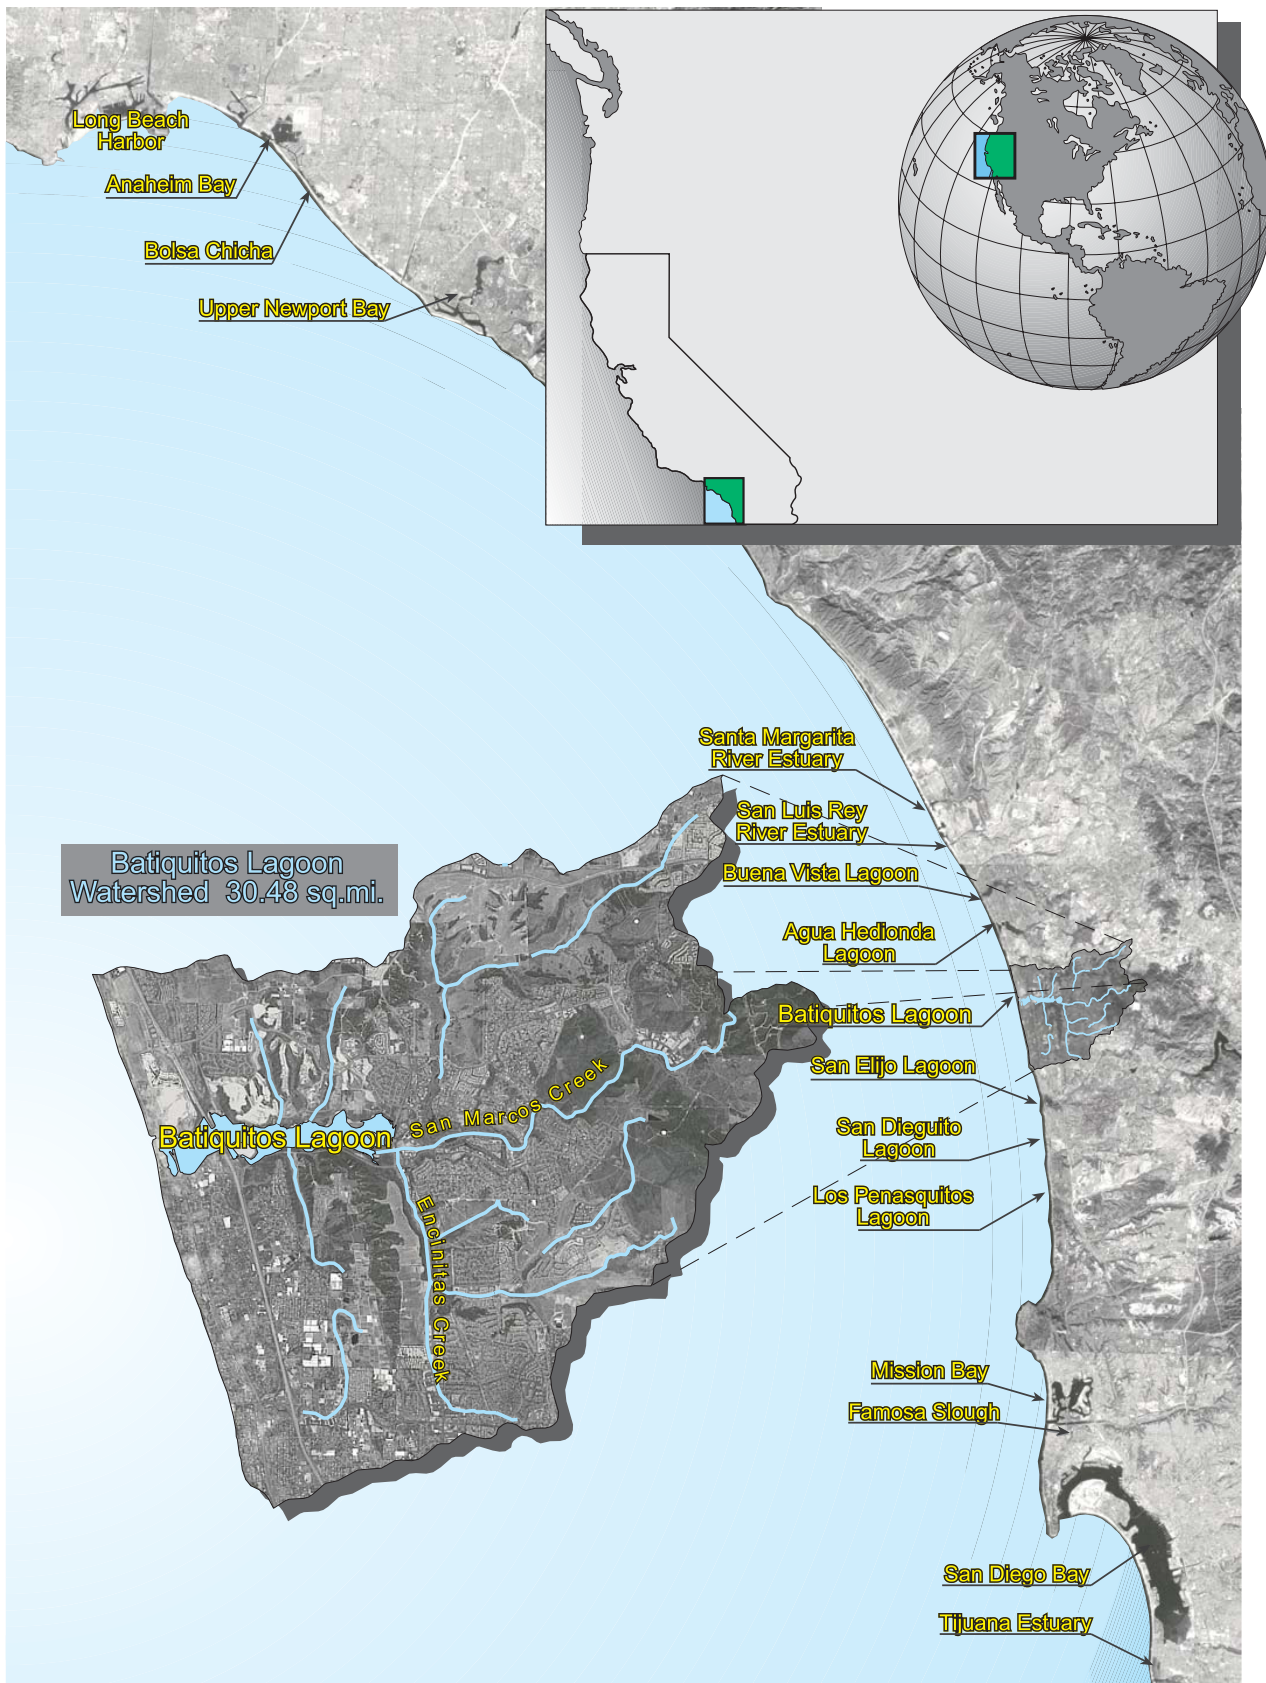 Long Beach
Harbor
Anaheim Bay
Bolsa Chicha
Upper Newport Bay
Santa Margarita
River Estuary
San Luis Rey
River Estuary
Buena Vista Lagoon
Agua Hedionda
Lagoon
Batiquitos Lagoon
San Elijo Lagoon
San Dieguito
Lagoon
Los Penasquitos
Lagoon
Mission Bay
Famosa Slough
San Diego Bay
Tijuana Estuary
Batiquitos Lagoon
Watershed 30.48 sq.mi.
Batiquitos Lagoon
San Marcos Creek
Encinitas Creek